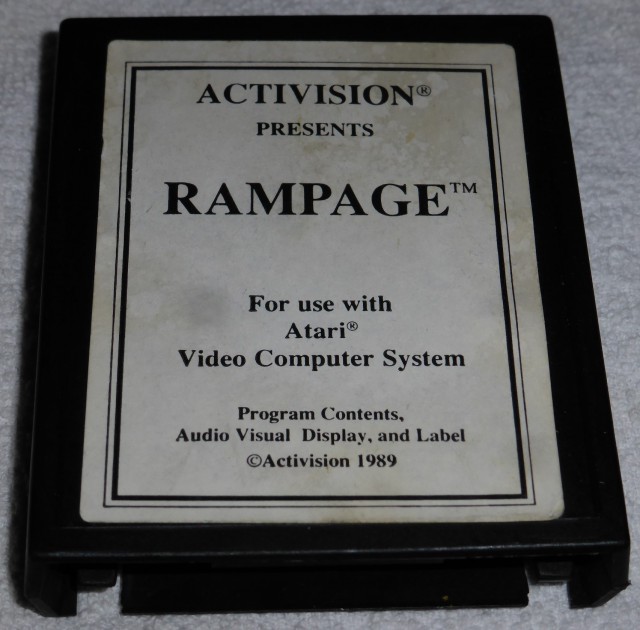 ACTIVISION®
PRESENTS
RAMPAGE™
For use with
Atari®
Video Computer System
Program Contents,
Audio Visual Display, and Label
©Activision 1989